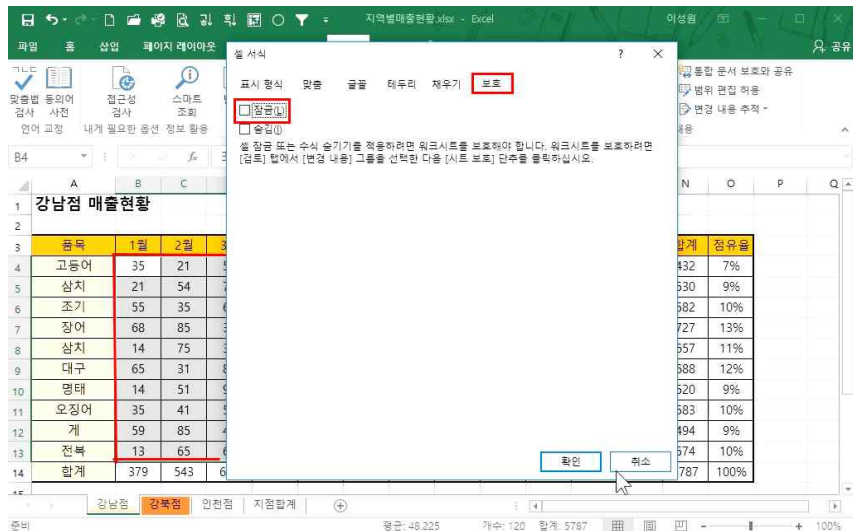 지역별매출현황.xlsx - Excel 이성원
파일 홈 삽입 페이지 레이아웃 공유
맞춤법 검사 동의어 사전 접근성 검사 스마트 조회 통합 문서 보호와 공유
범위 편집 허용
변경 내용 추적
언어 교정 내게 필요한 옵션 정보 활용 내용
셀 서식 ? ×
표시 형식 맞춤 글꼴 테두리 채우기 보호
잠금(L)
숨김(I)
셀 잠금 또는 수식 숨기기를 적용하려면 워크시트를 보호해야 합니다. 워크시트를 보호하려면
[검토] 탭에서 [변경 내용] 그룹을 선택한 다음 [시트 보호] 단추를 클릭하십시오.
확인 취소
B4 fx 3
A B C N O P Q
1 강남점 매출현황
2
3 품목 1월 2월 3 합계 점유율
4 고등어 35 21 432 7%
5 삼치 21 54 530 9%
6 조기 55 35 582 10%
7 장어 68 85 727 13%
8 삼치 14 75 657 11%
9 대구 65 31 688 12%
10 명태 14 51 520 9%
11 오징어 35 41 583 10%
12 게 59 85 494 9%
13 전복 13 65 574 10%
14 합계 379 543 6 787 100%
강남점 강북점 인천점 지점합계
준비 평균: 48.225 개수: 120 합계: 5787 100%